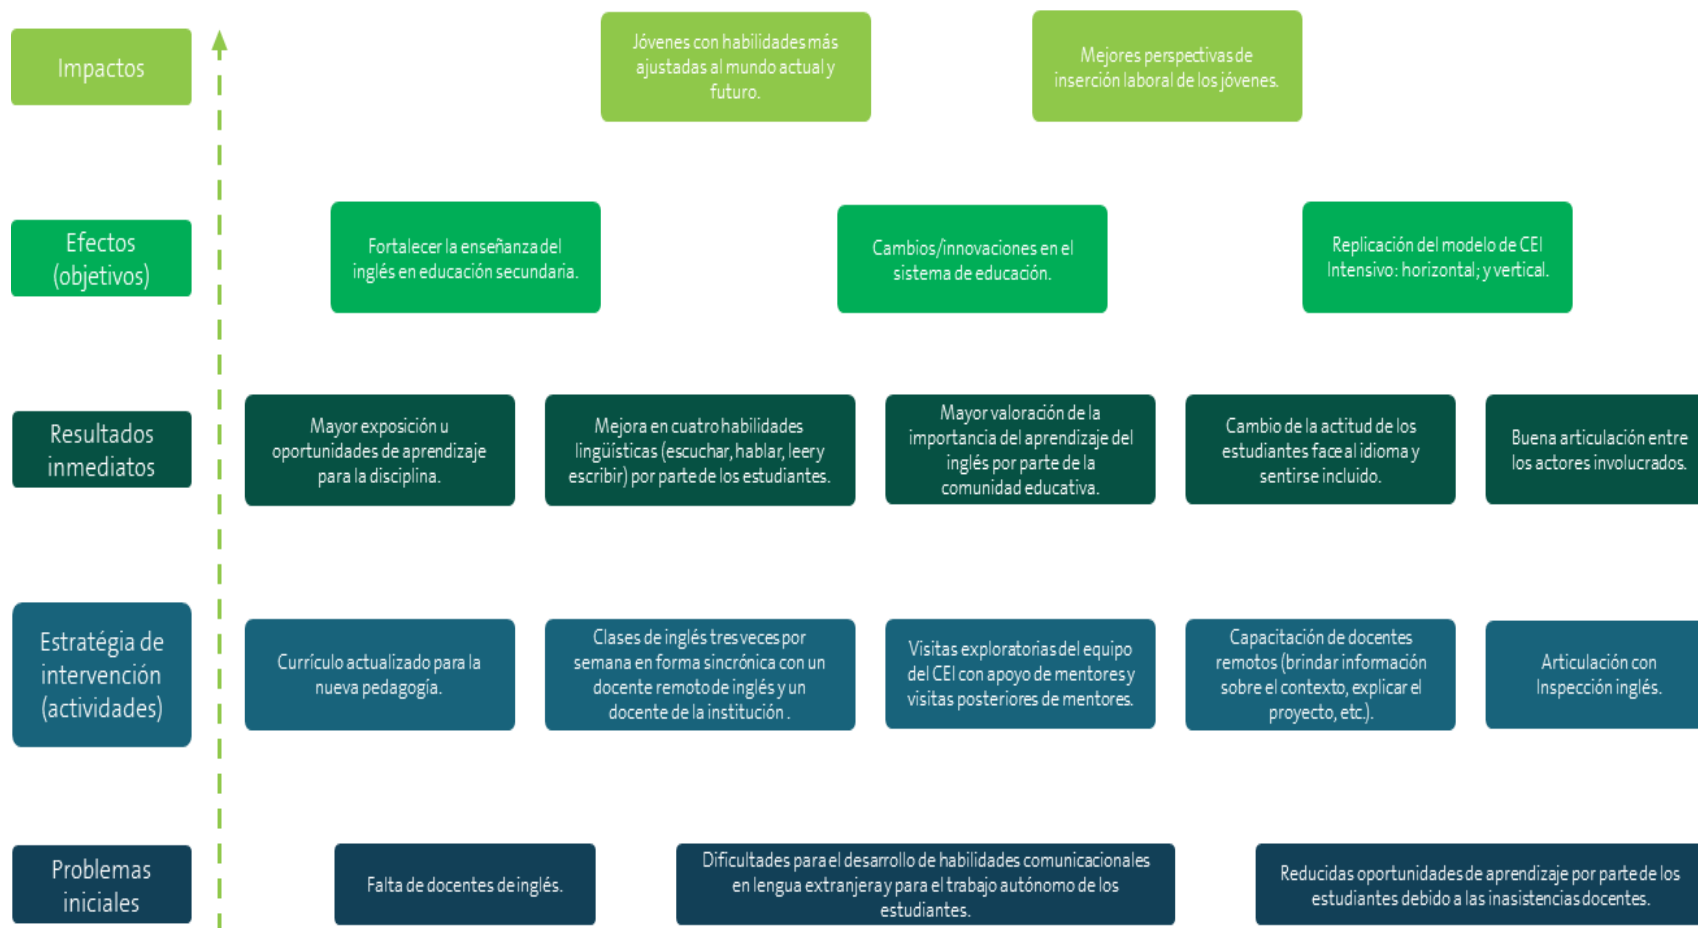 Impactos
Jóvenes con habilidades más
ajustadas al mundo actual y
futuro.
Mejores perspectivas de
inserción laboral de los jóvenes.
Efectos
(objetivos)
Fortalecer la enseñanza del
inglés en educación secundaria.
Cambios/innovaciones en el
sistema de educación.
Replicación del modelo de CEI
Intensivo: horizontal; y vertical.
Resultados
inmediatos
Mayor exposición u
oportunidades de aprendizaje
para la disciplina.
Mejora en cuatro habilidades
lingüísticas (escuchar, hablar, leer y
escribir) por parte de los estudiantes.
Mayor valoración de la
importancia del aprendizaje del
inglés por parte de la
comunidad educativa.
Cambio de la actitud de los
estudiantes face al idioma y
sentirse incluido.
Buena articulación entre
los actores involucrados.
Estratégia de
intervención
(actividades)
Currículo actualizado para la
nueva pedagogía.
Clases de inglés tres veces por
semana en forma sincrónica con un
docente remoto de inglés y un
docente de la institución .
Visitas exploratorias del equipo
del CEI con apoyo de mentores y
visitas posteriores de mentores.
Capacitación de docentes
remotos (brindar información
sobre el contexto, explicar el
proyecto, etc.).
Articulación con
Inspección inglés.
Problemas
iniciales
Falta de docentes de inglés.
Dificultades para el desarrollo de habilidades comunicacionales
en lengua extranjera y para el trabajo autónomo de los
estudiantes.
Reducidas oportunidades de aprendizaje por parte de los
estudiantes debido a las inasistencias docentes.